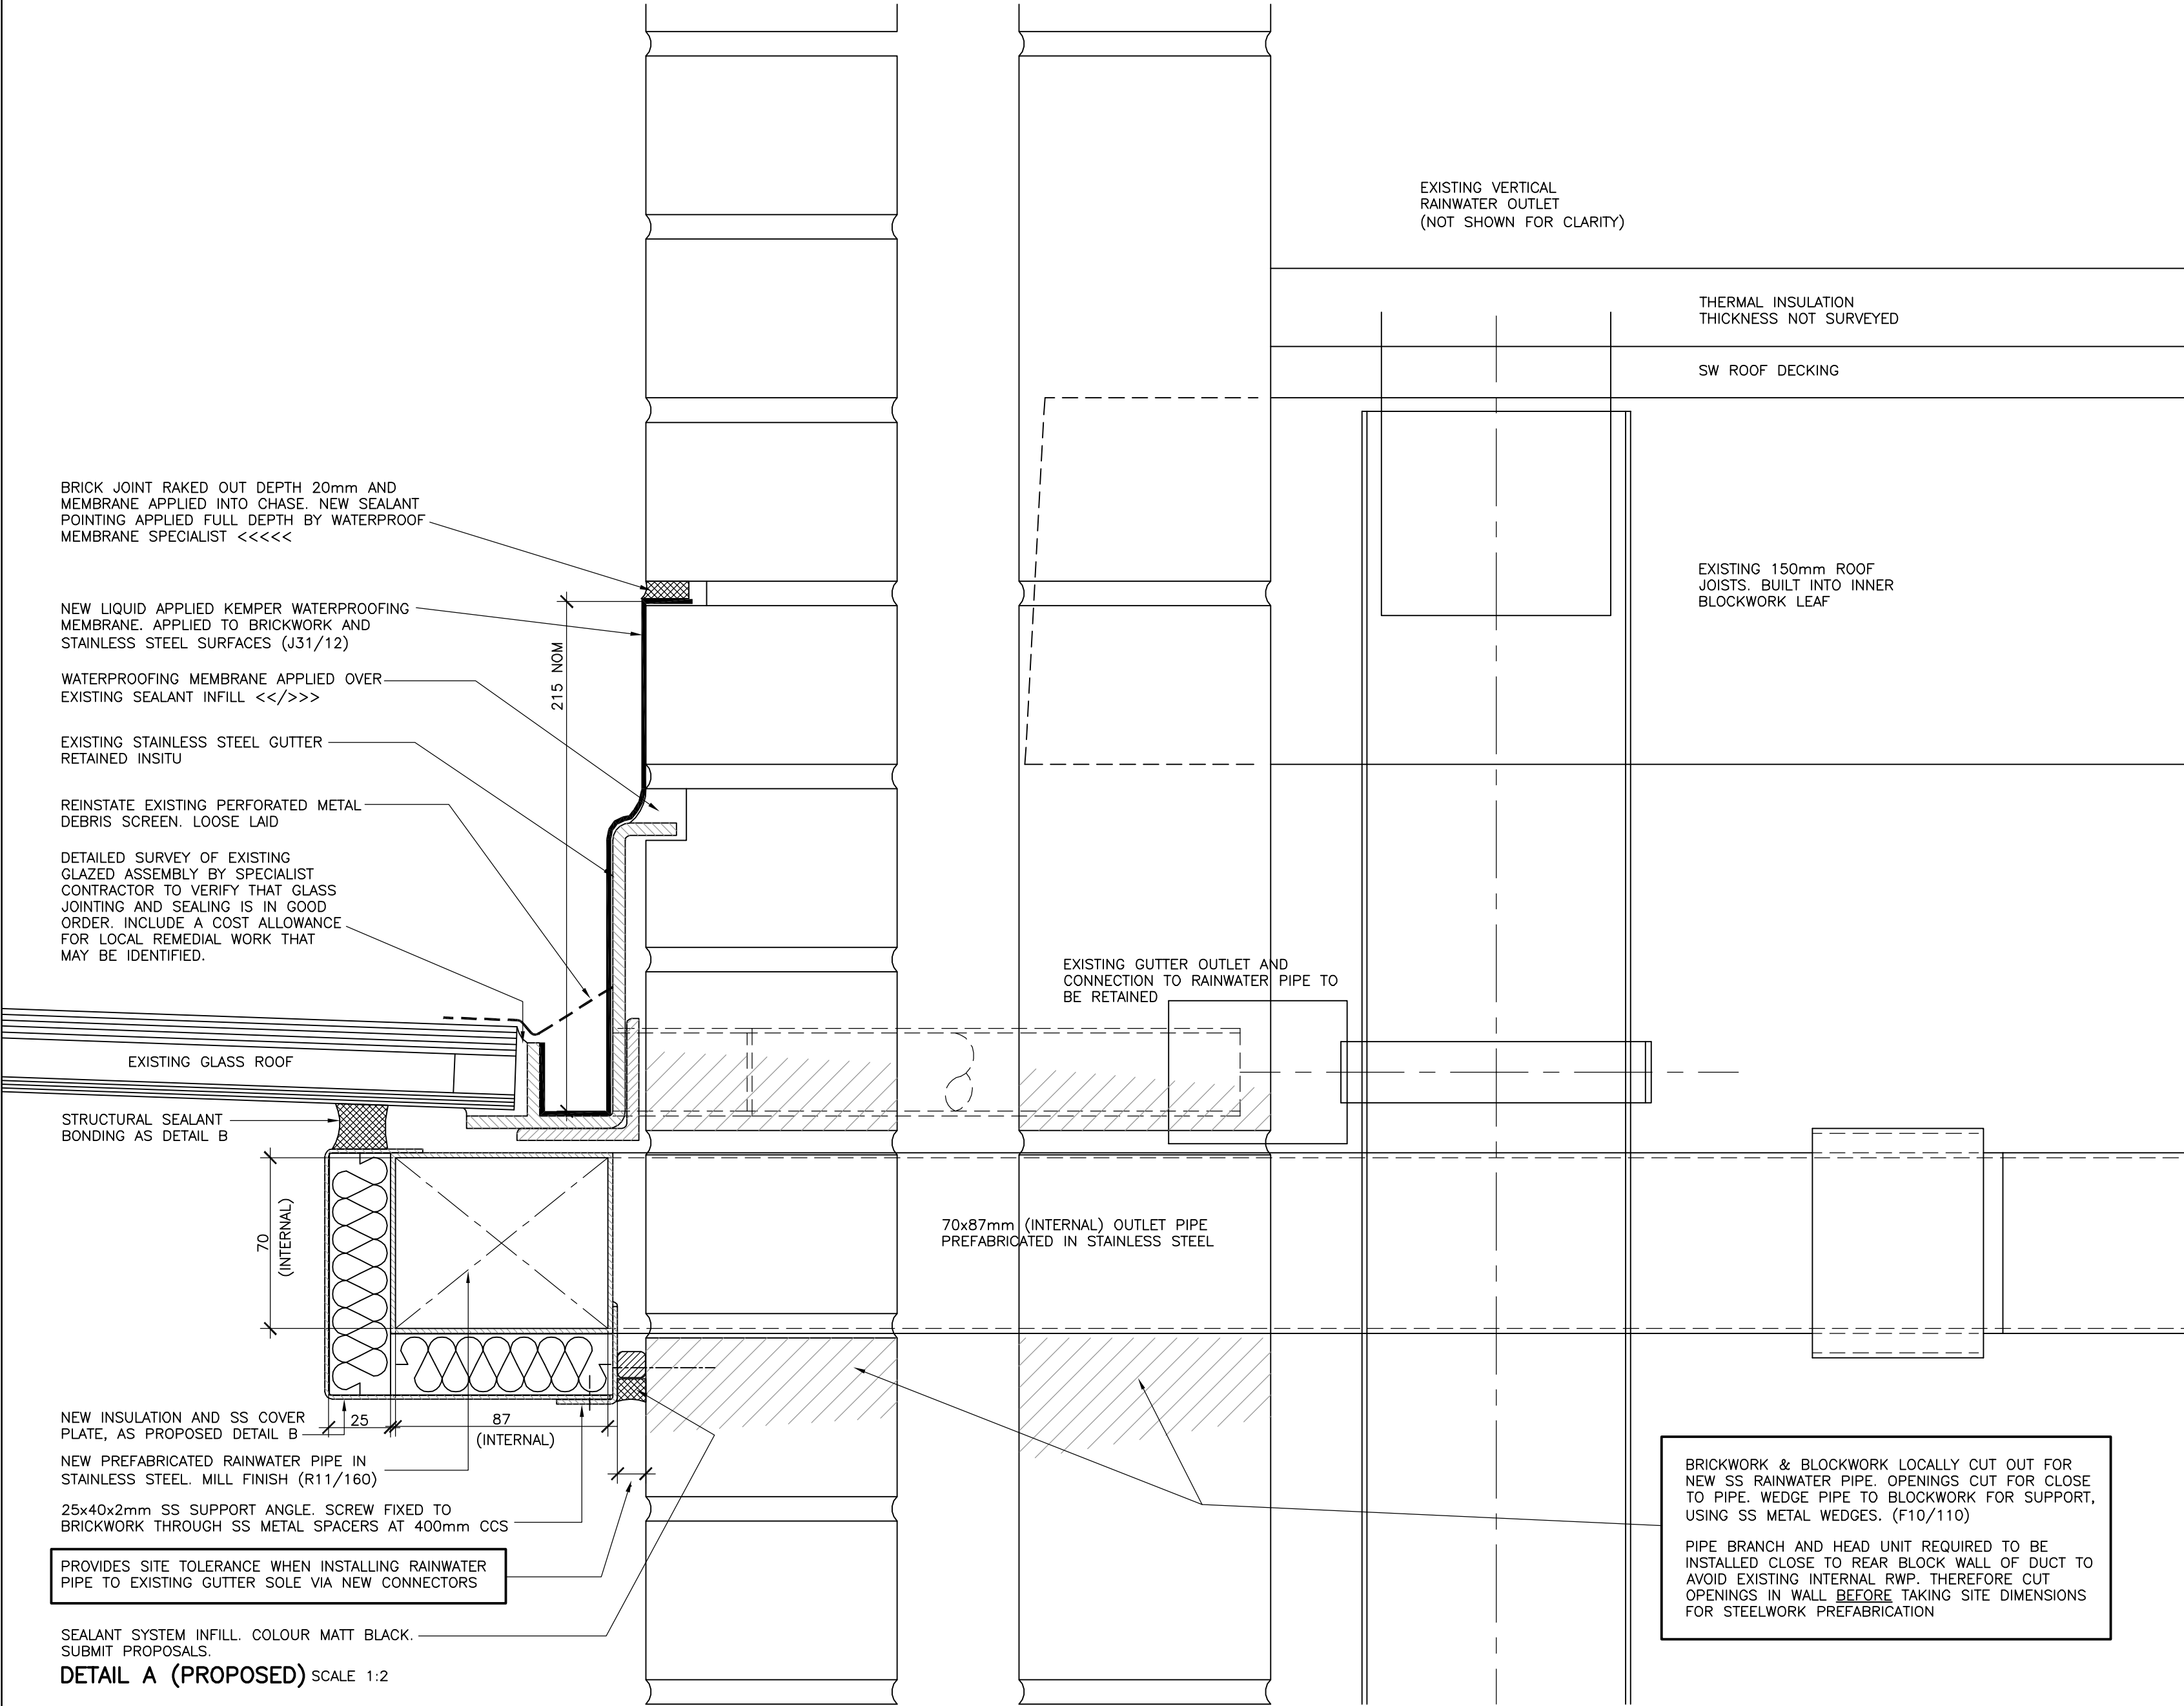 EXISTING VERTICAL
RAINWATER OUTLET
(NOT SHOWN FOR CLARITY)
THERMAL INSULATION
THICKNESS NOT SURVEYED
SW ROOF DECKING
BRICK JOINT RAKED OUT DEPTH 20mm AND
MEMBRANE APPLIED INTO CHASE. NEW SEALANT
POINTING APPLIED FULL DEPTH BY WATERPROOF
MEMBRANE SPECIALIST <<<<<
EXISTING 150mm ROOF
JOISTS. BUILT INTO INNER
BLOCKWORK LEAF
NEW LIQUID APPLIED KEMPER WATERPROOFING
MEMBRANE. APPLIED TO BRICKWORK AND
STAINLESS STEEL SURFACES (J31/12)
215 NOM
WATERPROOFING MEMBRANE APPLIED OVER
EXISTING SEALANT INFILL <</>>>
EXISTING STAINLESS STEEL GUTTER
RETAINED INSITU
REINSTATE EXISTING PERFORATED METAL
DEBRIS SCREEN. LOOSE LAID
DETAILED SURVEY OF EXISTING
GLAZED ASSEMBLY BY SPECIALIST
CONTRACTOR TO VERIFY THAT GLASS
JOINTING AND SEALING IS IN GOOD
ORDER. INCLUDE A COST ALLOWANCE
FOR LOCAL REMEDIAL WORK THAT
MAY BE IDENTIFIED.
EXISTING GUTTER OUTLET AND
CONNECTION TO RAINWATER PIPE TO
BE RETAINED
EXISTING GLASS ROOF
STRUCTURAL SEALANT
BONDING AS DETAIL B
70
(INTERNAL)
70x87mm (INTERNAL) OUTLET PIPE
PREFABRICATED IN STAINLESS STEEL
25
87
(INTERNAL)
NEW INSULATION AND SS COVER
PLATE, AS PROPOSED DETAIL B
NEW PREFABRICATED RAINWATER PIPE IN
STAINLESS STEEL. MILL FINISH (R11/160)
25x40x2mm SS SUPPORT ANGLE. SCREW FIXED TO
BRICKWORK THROUGH SS METAL SPACERS AT 400mm CCS
PROVIDES SITE TOLERANCE WHEN INSTALLING RAINWATER
PIPE TO EXISTING GUTTER SOLE VIA NEW CONNECTORS
SEALANT SYSTEM INFILL. COLOUR MATT BLACK.
SUBMIT PROPOSALS.
BRICKWORK & BLOCKWORK LOCALLY CUT OUT FOR
NEW SS RAINWATER PIPE. OPENINGS CUT FOR CLOSE
TO PIPE. WEDGE PIPE TO BLOCKWORK FOR SUPPORT,
USING SS METAL WEDGES. (F10/110)
PIPE BRANCH AND HEAD UNIT REQUIRED TO BE
INSTALLED CLOSE TO REAR BLOCK WALL OF DUCT TO
AVOID EXISTING INTERNAL RWP. THEREFORE CUT
OPENINGS IN WALL BEFORE TAKING SITE DIMENSIONS
FOR STEELWORK PREFABRICATION
DETAIL A (PROPOSED) SCALE 1:2